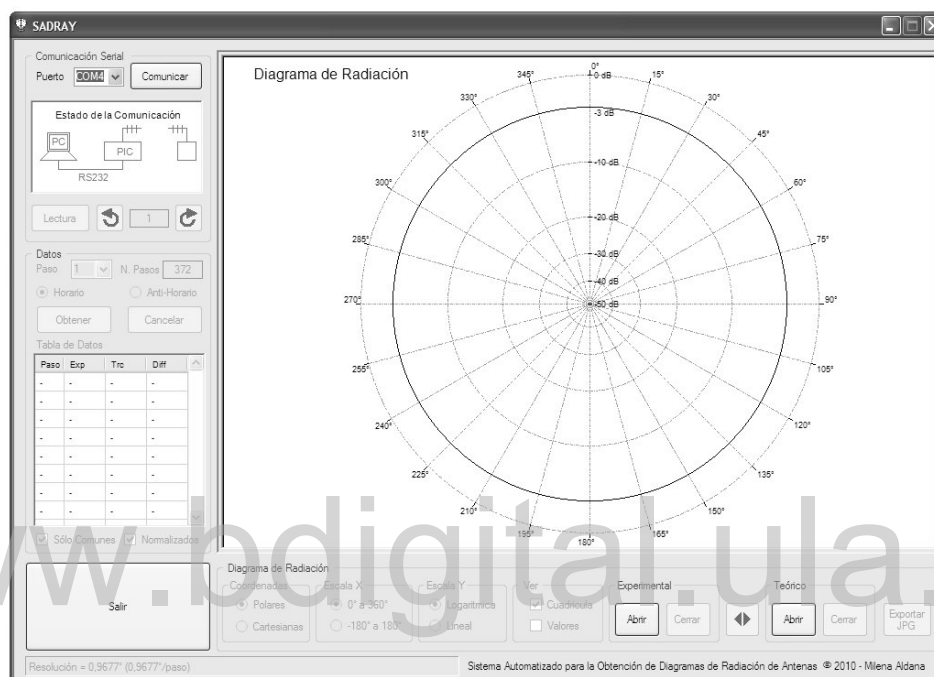 SADRAY
Comunicación Serial
Puerto COM4 Comunicar
Estado de la Comunicación
PC
PIC
RS232
Lectura 1
Datos
Paso 1 N. Pasos 372
Horario Anti-Horario
Obtener Cancelar
Tabla de Datos
Paso Exp Trc Diff
- - - -
- - - -
- - - -
- - - -
- - - -
- - - -
- - - -
- - - -
Sólo Comunes Normalizados
Salir
Resolución = 0,9677° (0,9677°/paso)
Diagrama de Radiación
0°
15°
30°
45°
60°
75°
90°
105°
120°
135°
150°
165°
180°
195°
210°
225°
240°
255°
270°
285°
300°
315°
330°
345°
0 dB
-3 dB
-10 dB
-20 dB
-30 dB
-40 dB
-50 dB
www.bdigital.ula.
Diagrama de Radiación
Coordenadas Escala X Escala Y Ver Experimental Teórico
Polares 0° a 360° Logarítmica Cuadrícula
Cartesianas -180° a 180° Lineal Valores
Abrir Cerrar Abrir Cerrar Exportar JPG
Sistema Automatizado para la Obtención de Diagramas de Radiación de Antenas ® 2010 - Milena Aldana